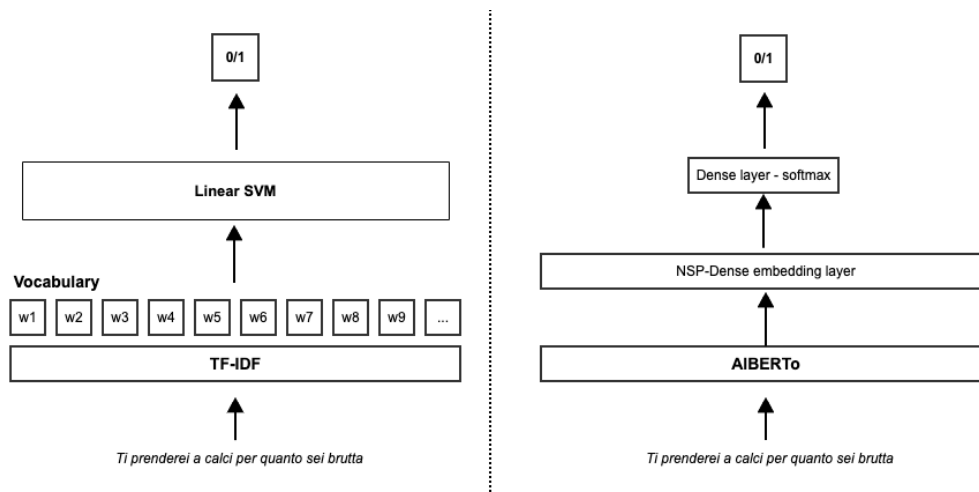 0/1
Linear SVM
Vocabulary
w1 w2 w3 w4 w5 w6 w7 w8 w9 ...
TF-IDF
Ti prenderei a calci per quanto sei brutta
0/1
Dense layer - softmax
NSP-Dense embedding layer
AlBERTo
Ti prenderei a calci per quanto sei brutta